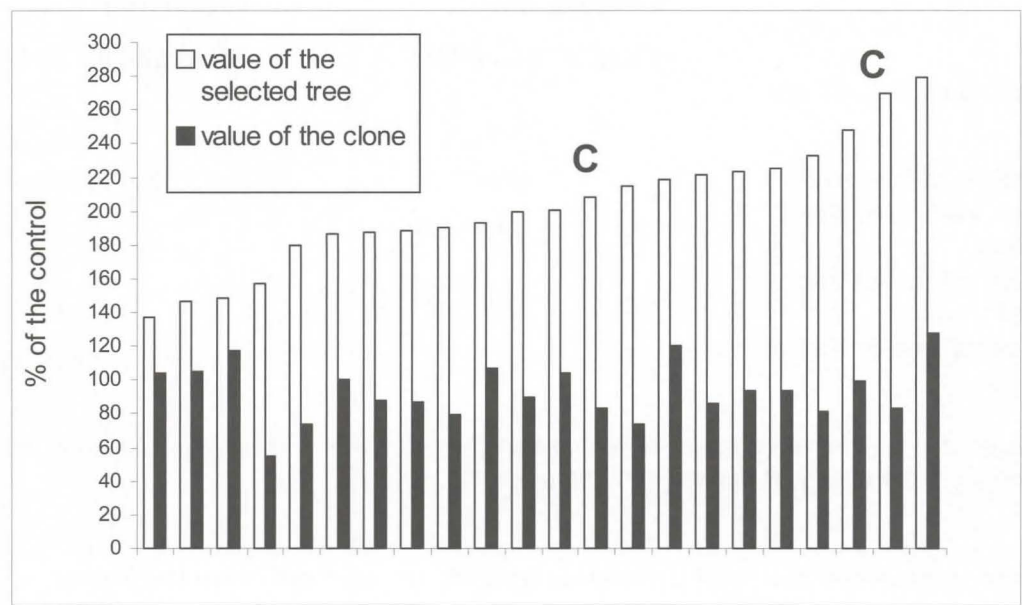 300
280
260
240
220
200
180
160
140
120
100
80
60
40
20
0
% of the control
value of the
selected tree
value of the clone
C
C